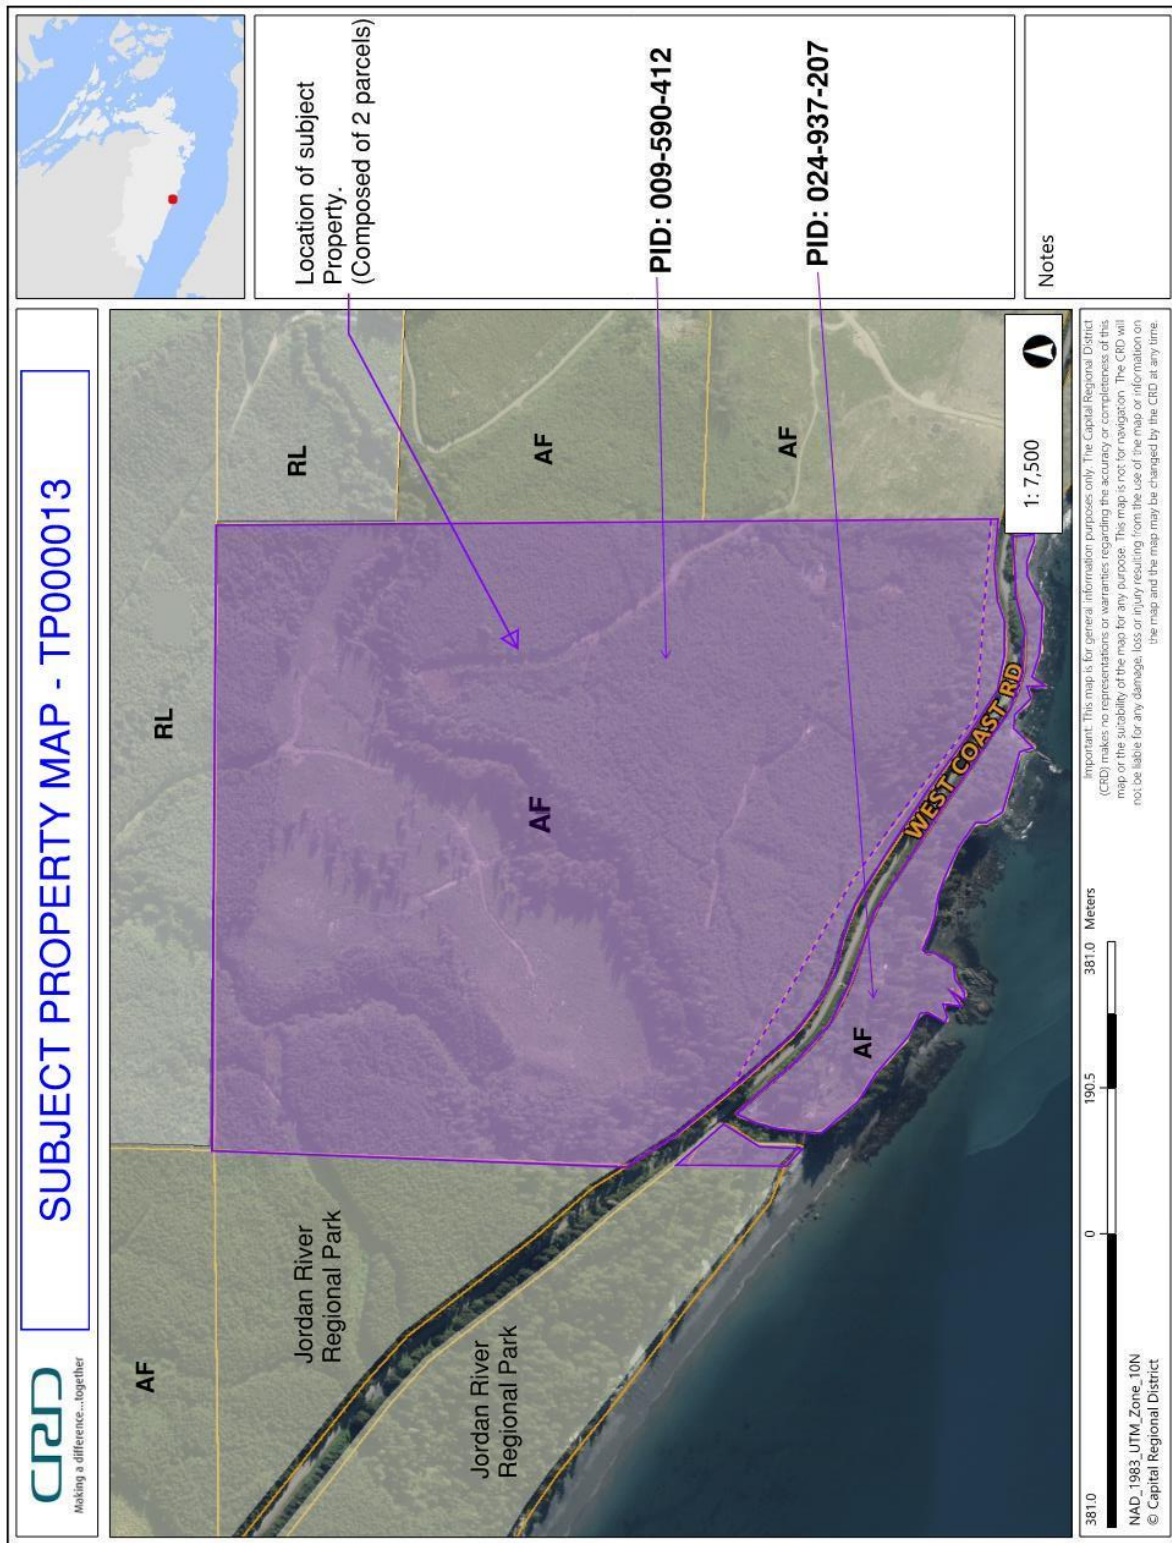 CRD
Making a difference...together
SUBJECT PROPERTY MAP - TP000013
Location of subject
Property.
(Composed of 2 parcels)
PID: 009-590-412
PID: 024-937-207
Notes
AF
RL
RL
AF
AF
AF
AF
Jordan River
Regional Park
Jordan River
Regional Park
WEST COAST RD
1: 7,500
381.0
0
190.5
381.0 Meters
NAD_1983_UTM_Zone_10N
© Capital Regional District
Important: This map is for general information purposes only. The Capital Regional District
(CRD) makes no representations or warranties regarding the accuracy or completeness of this
map or the suitability of the map for any purpose. This map is not for navigation. The CRD will
not be liable for any damage, loss or injury resulting from the use of the map or information on
the map and the map may be changed by the CRD at any time.